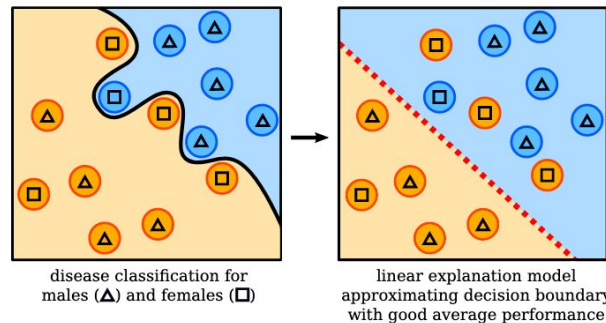 disease classification for
males (△) and females (□)
linear explanation model
approximating decision boundary
with good average performance